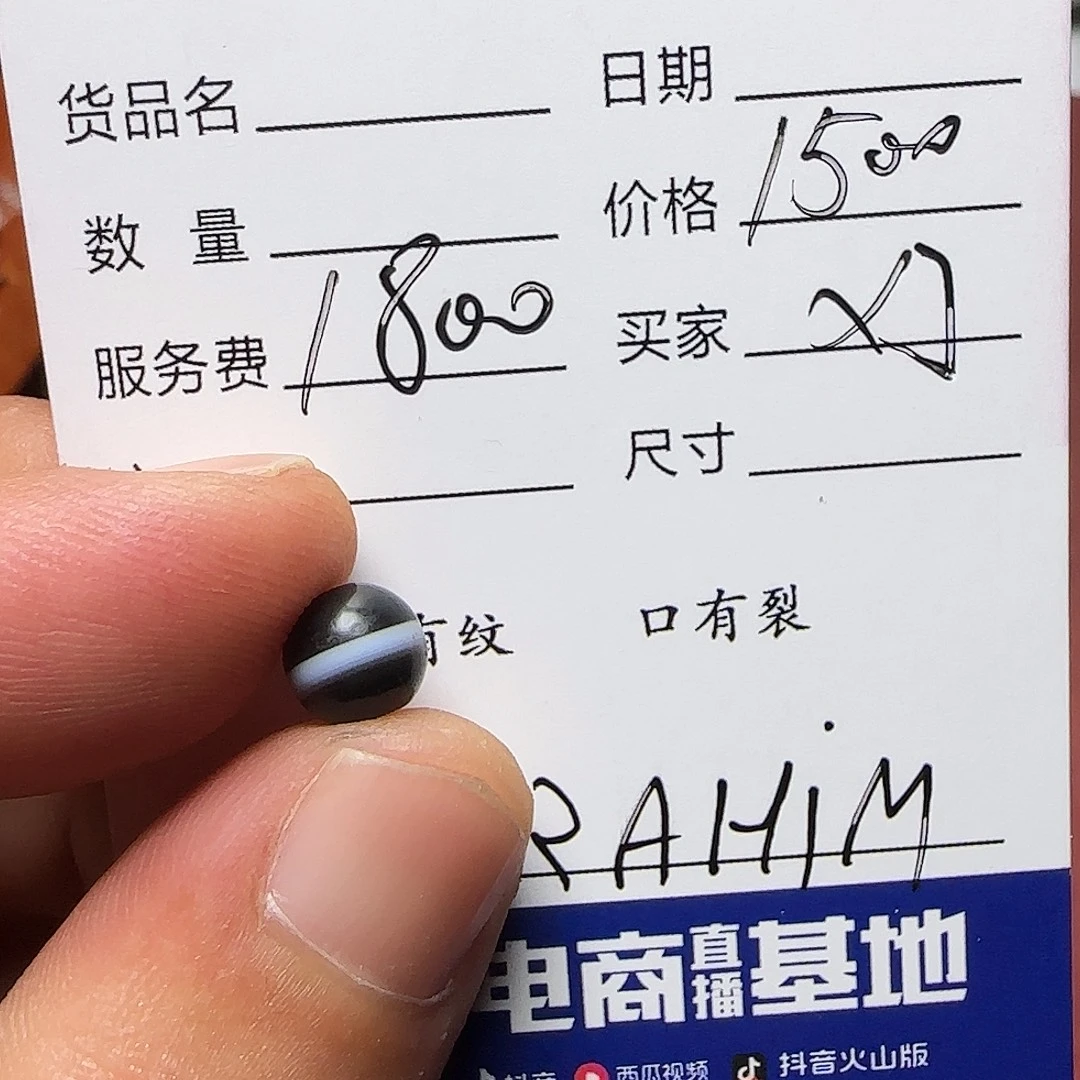 货品名 日期
数量 价格 1500
服务费 1800 买家
尺寸
有纹 口有裂
RAHiM
电商直播基地
抖音 西瓜视频 抖音火山版